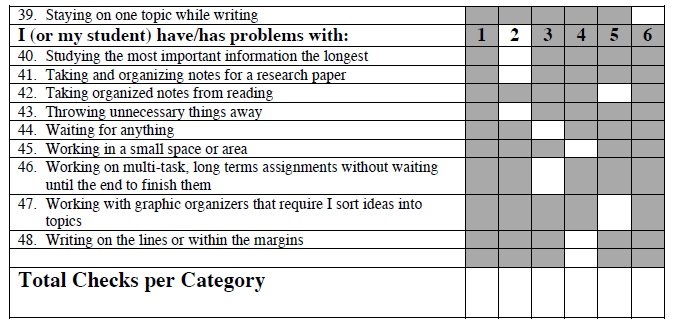 39. Staying on one topic while writing
I (or my student) have/has problems with: 1 2 3 4 5 6
40. Studying the most important information the longest
41. Taking and organizing notes for a research paper
42. Taking organized notes from reading
43. Throwing unnecessary things away
44. Waiting for anything
45. Working in a small space or area
46. Working on multi-task, long terms assignments without waiting
until the end to finish them
47. Working with graphic organizers that require I sort ideas into
topics
48. Writing on the lines or within the margins
Total Checks per Category